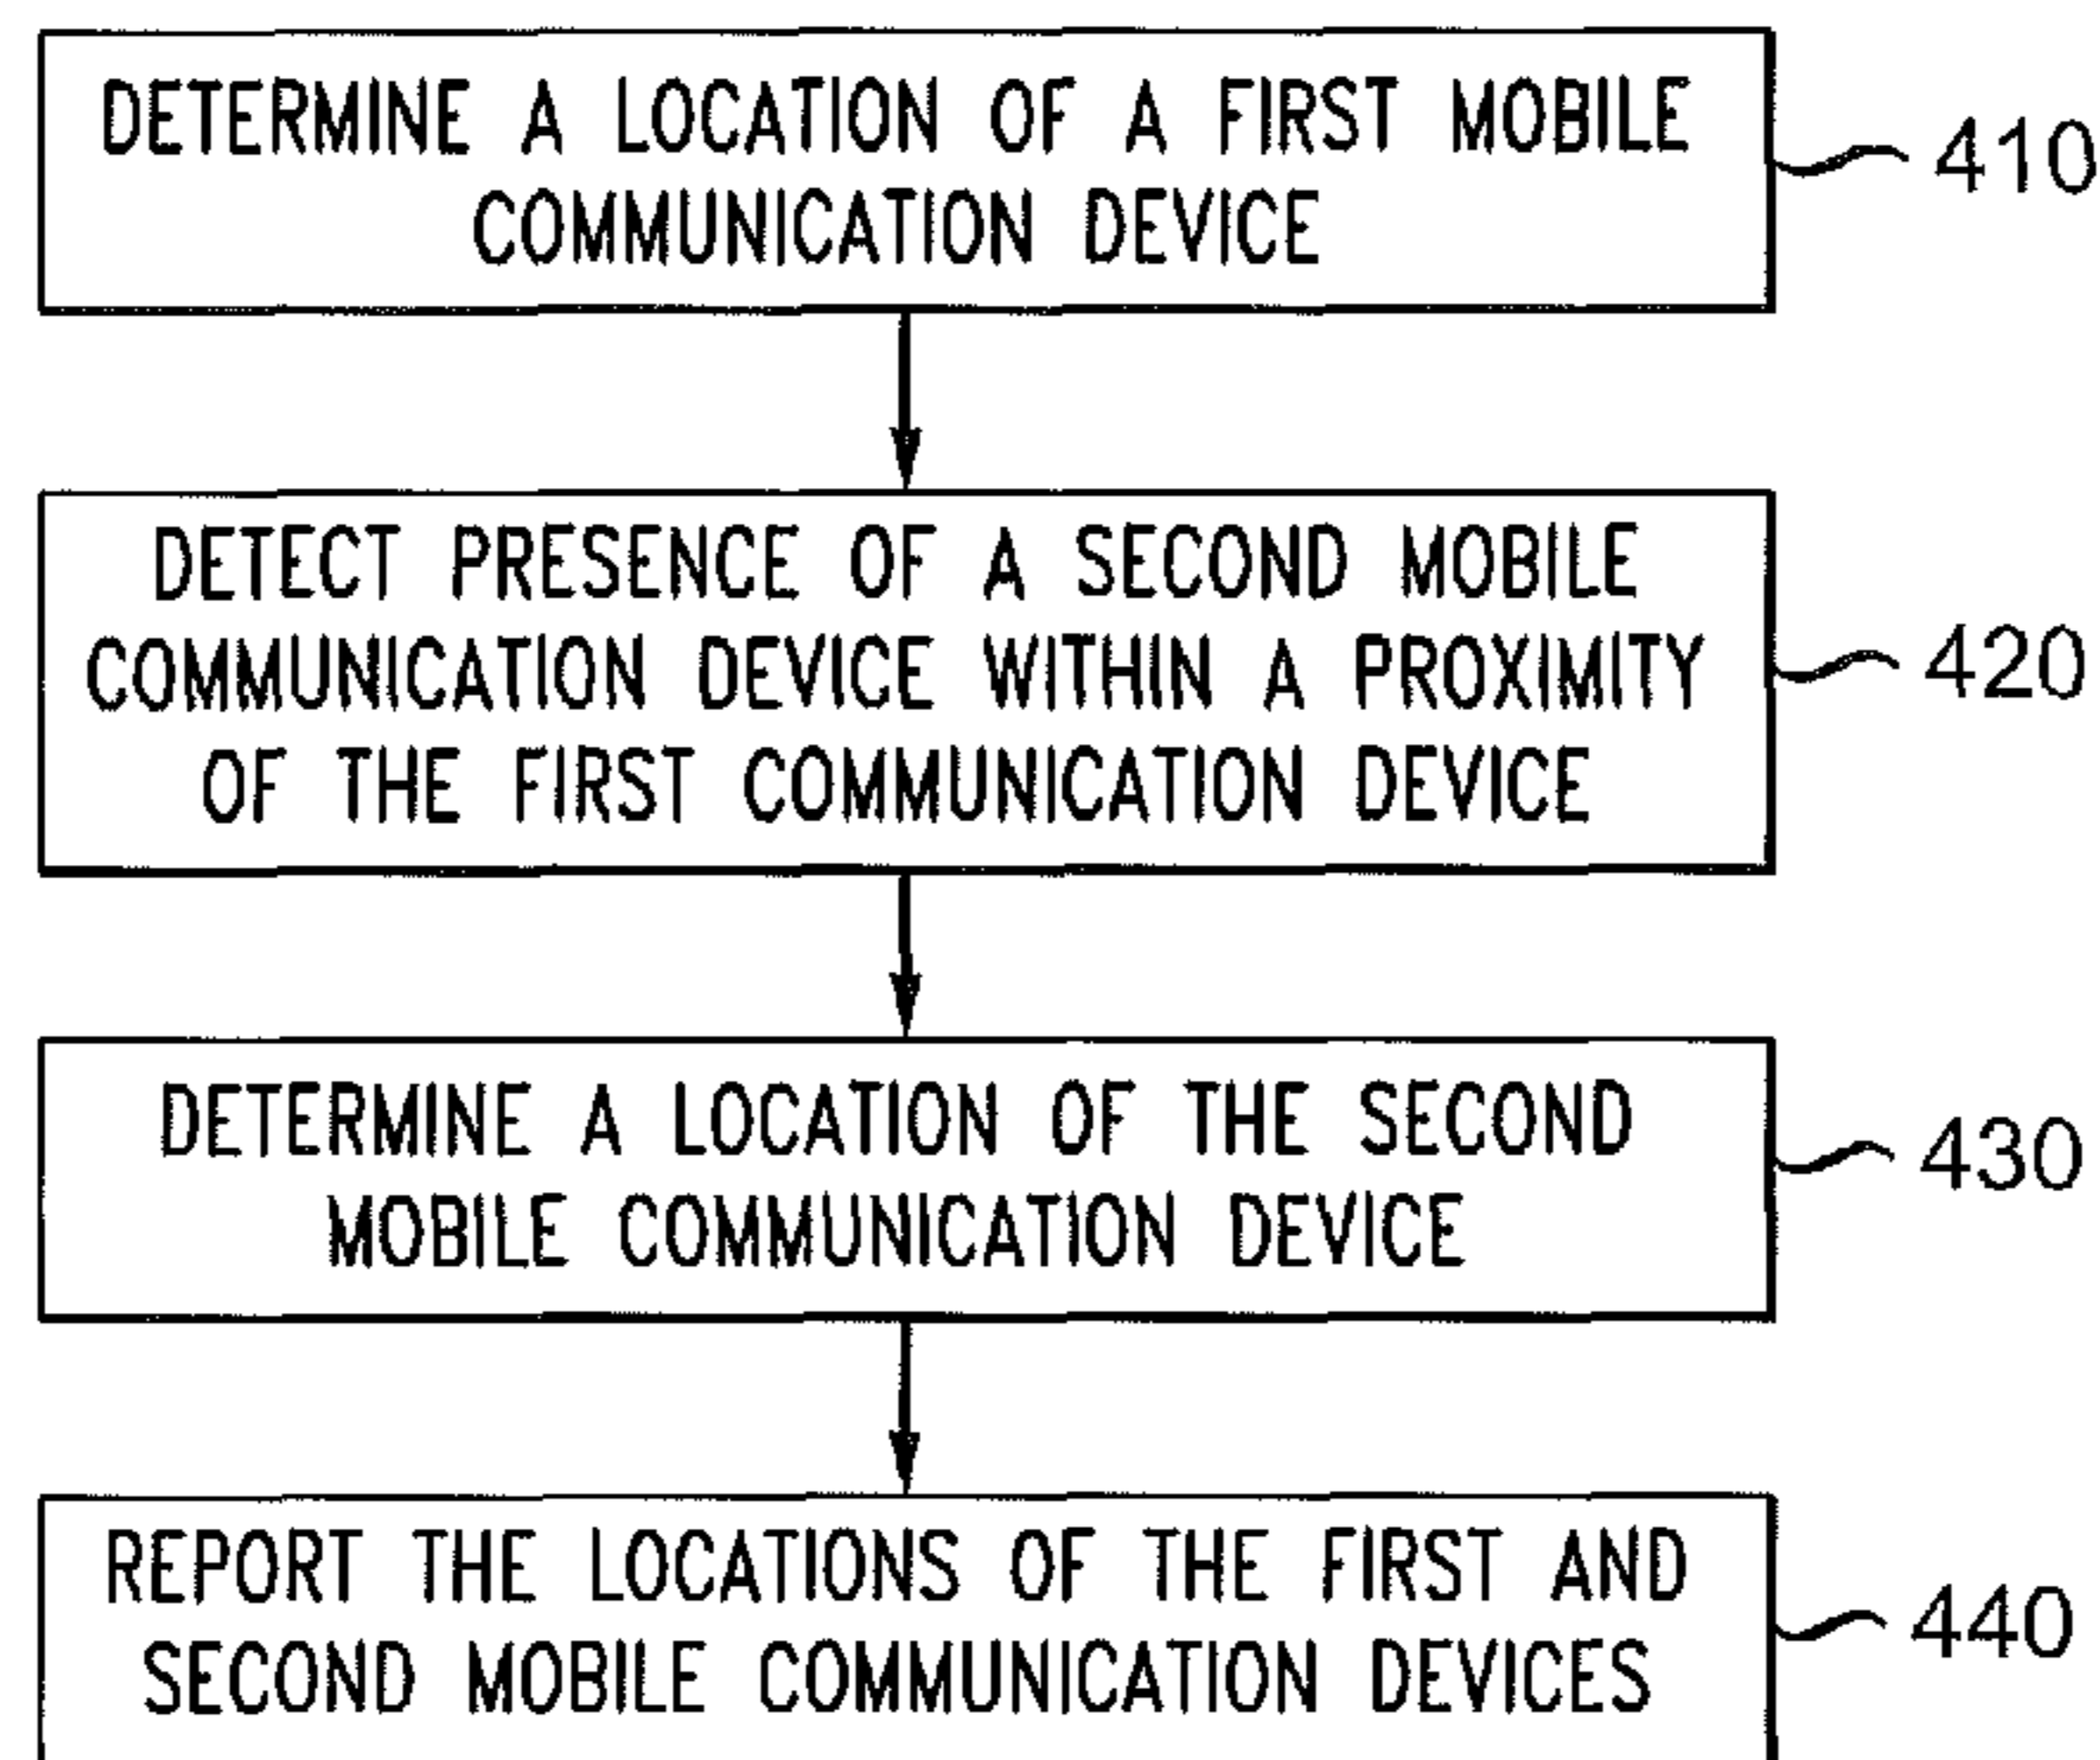 DETERMINE A LOCATION OF A FIRST MOBILE
COMMUNICATION DEVICE
410
DETECT PRESENCE OF A SECOND MOBILE
COMMUNICATION DEVICE WITHIN A PROXIMITY
OF THE FIRST COMMUNICATION DEVICE
420
DETERMINE A LOCATION OF THE SECOND
MOBILE COMMUNICATION DEVICE
430
REPORT THE LOCATIONS OF THE FIRST AND
SECOND MOBILE COMMUNICATION DEVICES
440